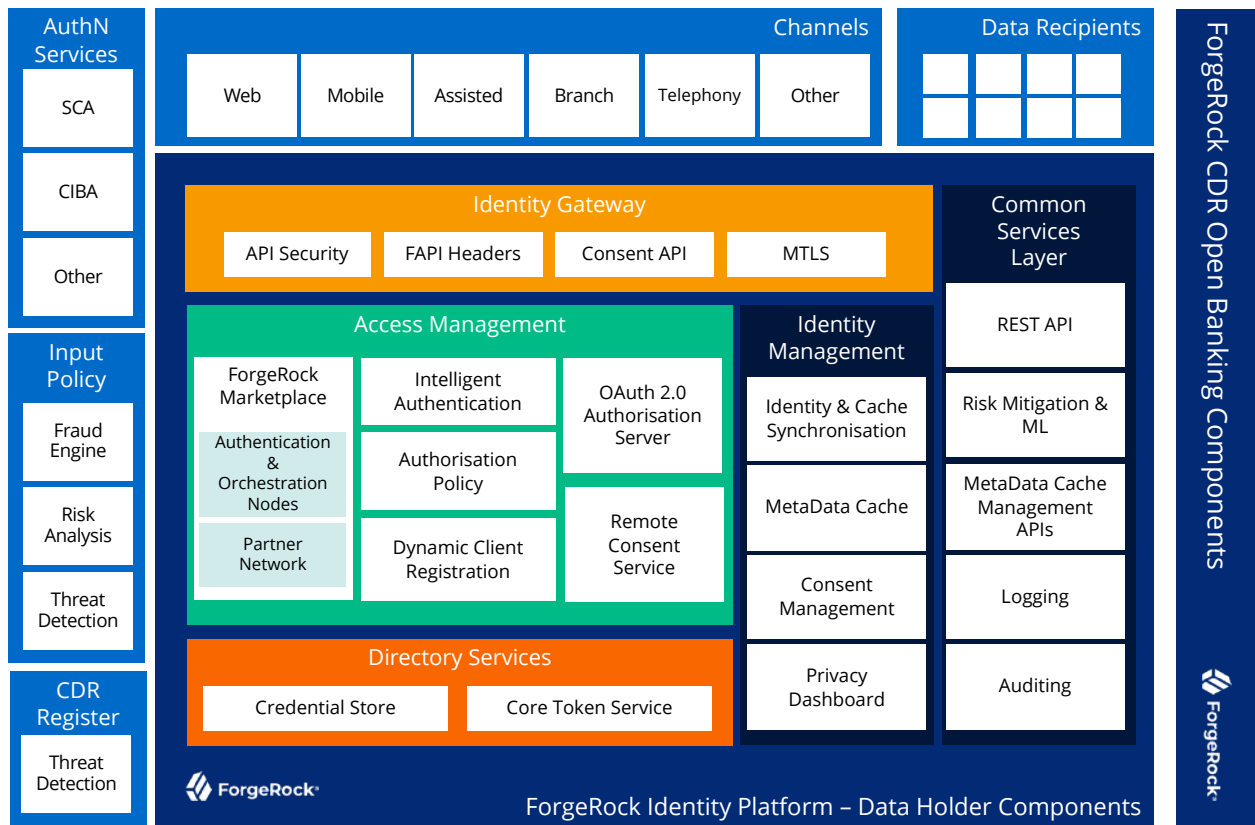 AuthN
Services
SCA
CIBA
Other
Input
Policy
Fraud
Engine
Risk
Analysis
Threat
Detection
CDR
Register
Threat
Detection
Channels
Web
Mobile
Assisted
Branch
Telephony
Other
Data Recipients
Identity Gateway
API Security
FAPI Headers
Consent API
MTLS
Access Management
ForgeRock
Marketplace
Authentication
&
Orchestration
Nodes
Partner
Network
Intelligent
Authentication
Authorisation
Policy
Dynamic Client
Registration
OAuth 2.0
Authorisation
Server
Remote
Consent
Service
Directory Services
Credential Store
Core Token Service
Identity
Management
Identity & Cache
Synchronisation
MetaData Cache
Consent
Management
Privacy
Dashboard
Common
Services
Layer
REST API
Risk Mitigation &
ML
MetaData Cache
Management
APIs
Logging
Auditing
ForgeRock
ForgeRock Identity Platform – Data Holder Components
ForgeRock CDR Open Banking Components
ForgeRock